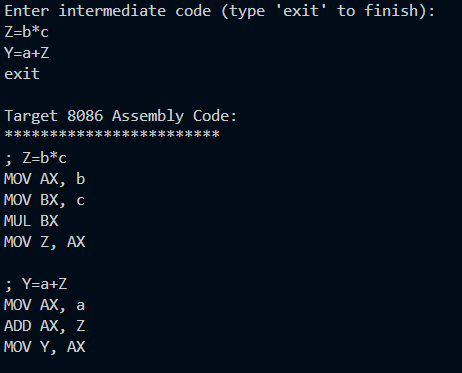 Enter intermediate code (type 'exit' to finish):
Z=b*c
Y=a+Z
exit
Target 8086 Assembly Code:
************************
; Z=b*c
MOV AX, b
MOV BX, c
MUL BX
MOV Z, AX
; Y=a+Z
MOV AX, a
ADD AX, Z
MOV Y, AX